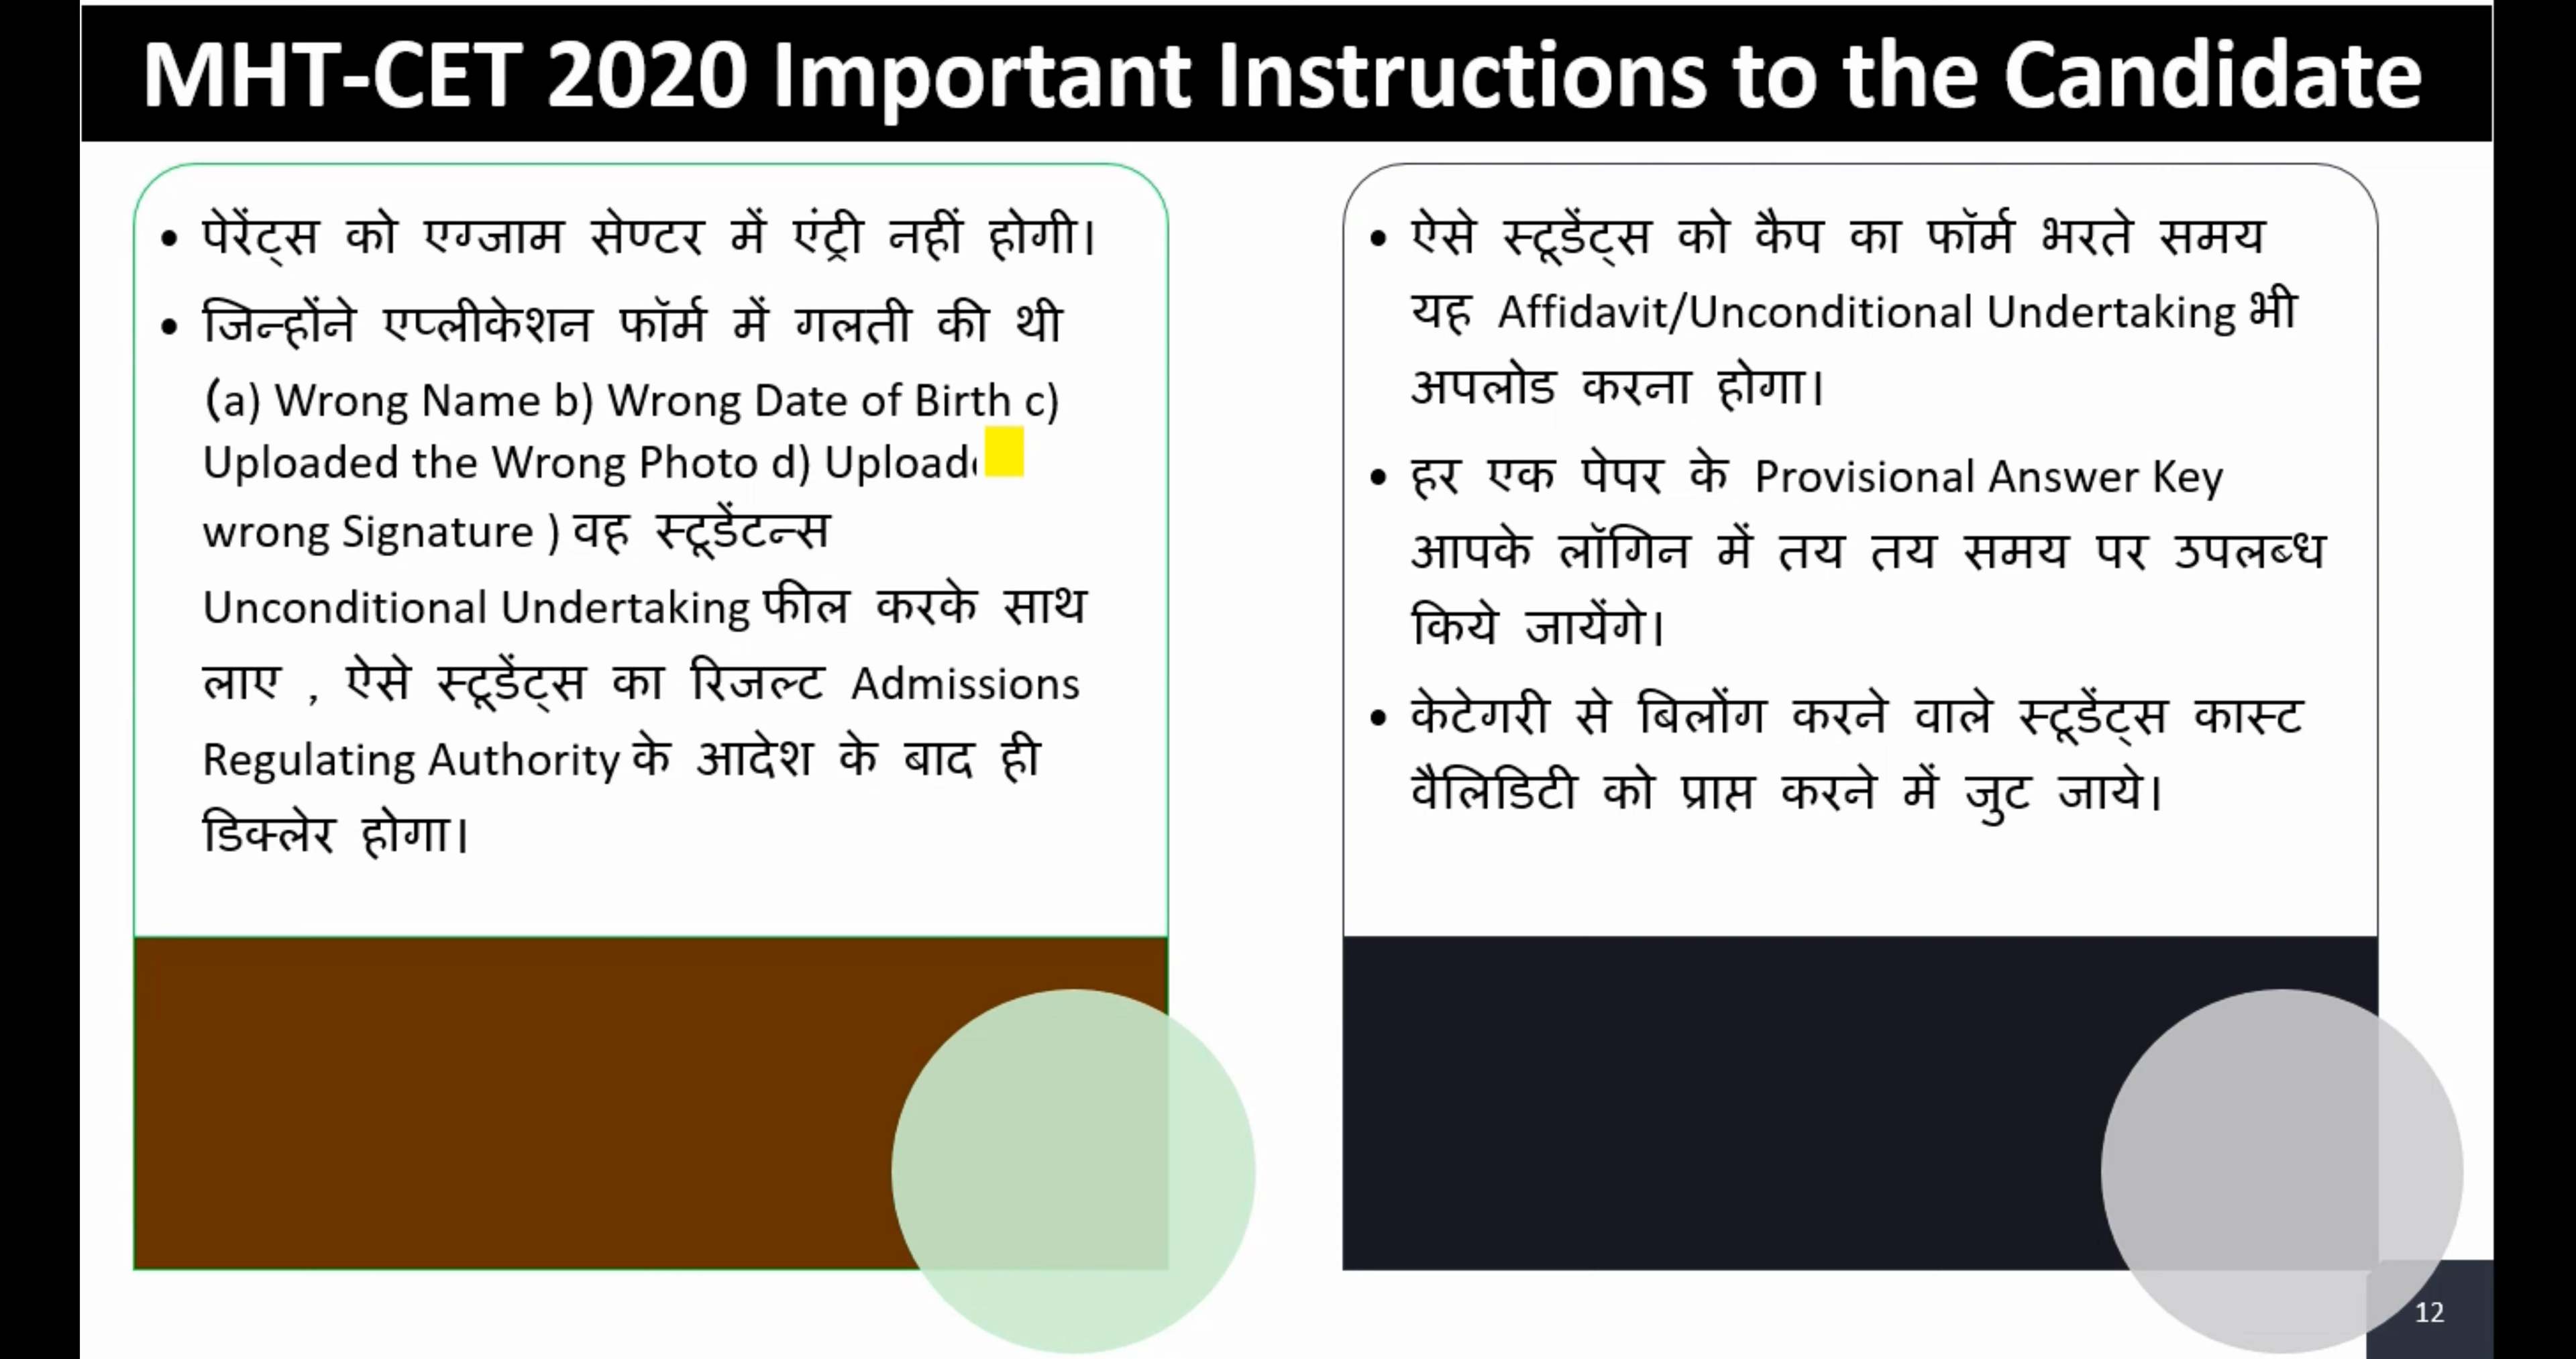 MHT-CET 2020 Important Instructions to the Candidate
• पेरेंट्स को एग्जाम सेण्टर में एंट्री नहीं होगी।
• जिन्होंने एप्लीकेशन फॉर्म में गलती की थी
(a) Wrong Name b) Wrong Date of Birth c)
Uploaded the Wrong Photo d)
wrong Signature ) वह स्टूडेंटन्स
Unconditional Undertaking फील करके साथ
लाए , ऐसे स्टूडेंट्स का रिजल्ट Admissions
Regulating Authority के आदेश के बाद ही
डिक्लेर होगा।
• ऐसे स्टूडेंट्स को कैप का फॉर्म भरते समय
यह Affidavit/Unconditional Undertaking भी
अपलोड करना होगा।
• हर एक पेपर के Provisional Answer Key
आपके लॉगिन में तय तय समय पर उपलब्ध
किये जायेंगे।
• केटेगरी से बिलोंग करने वाले स्टूडेंट्स कास्ट
वैलिडिटी को प्राप्त करने में जुट जाये।
12